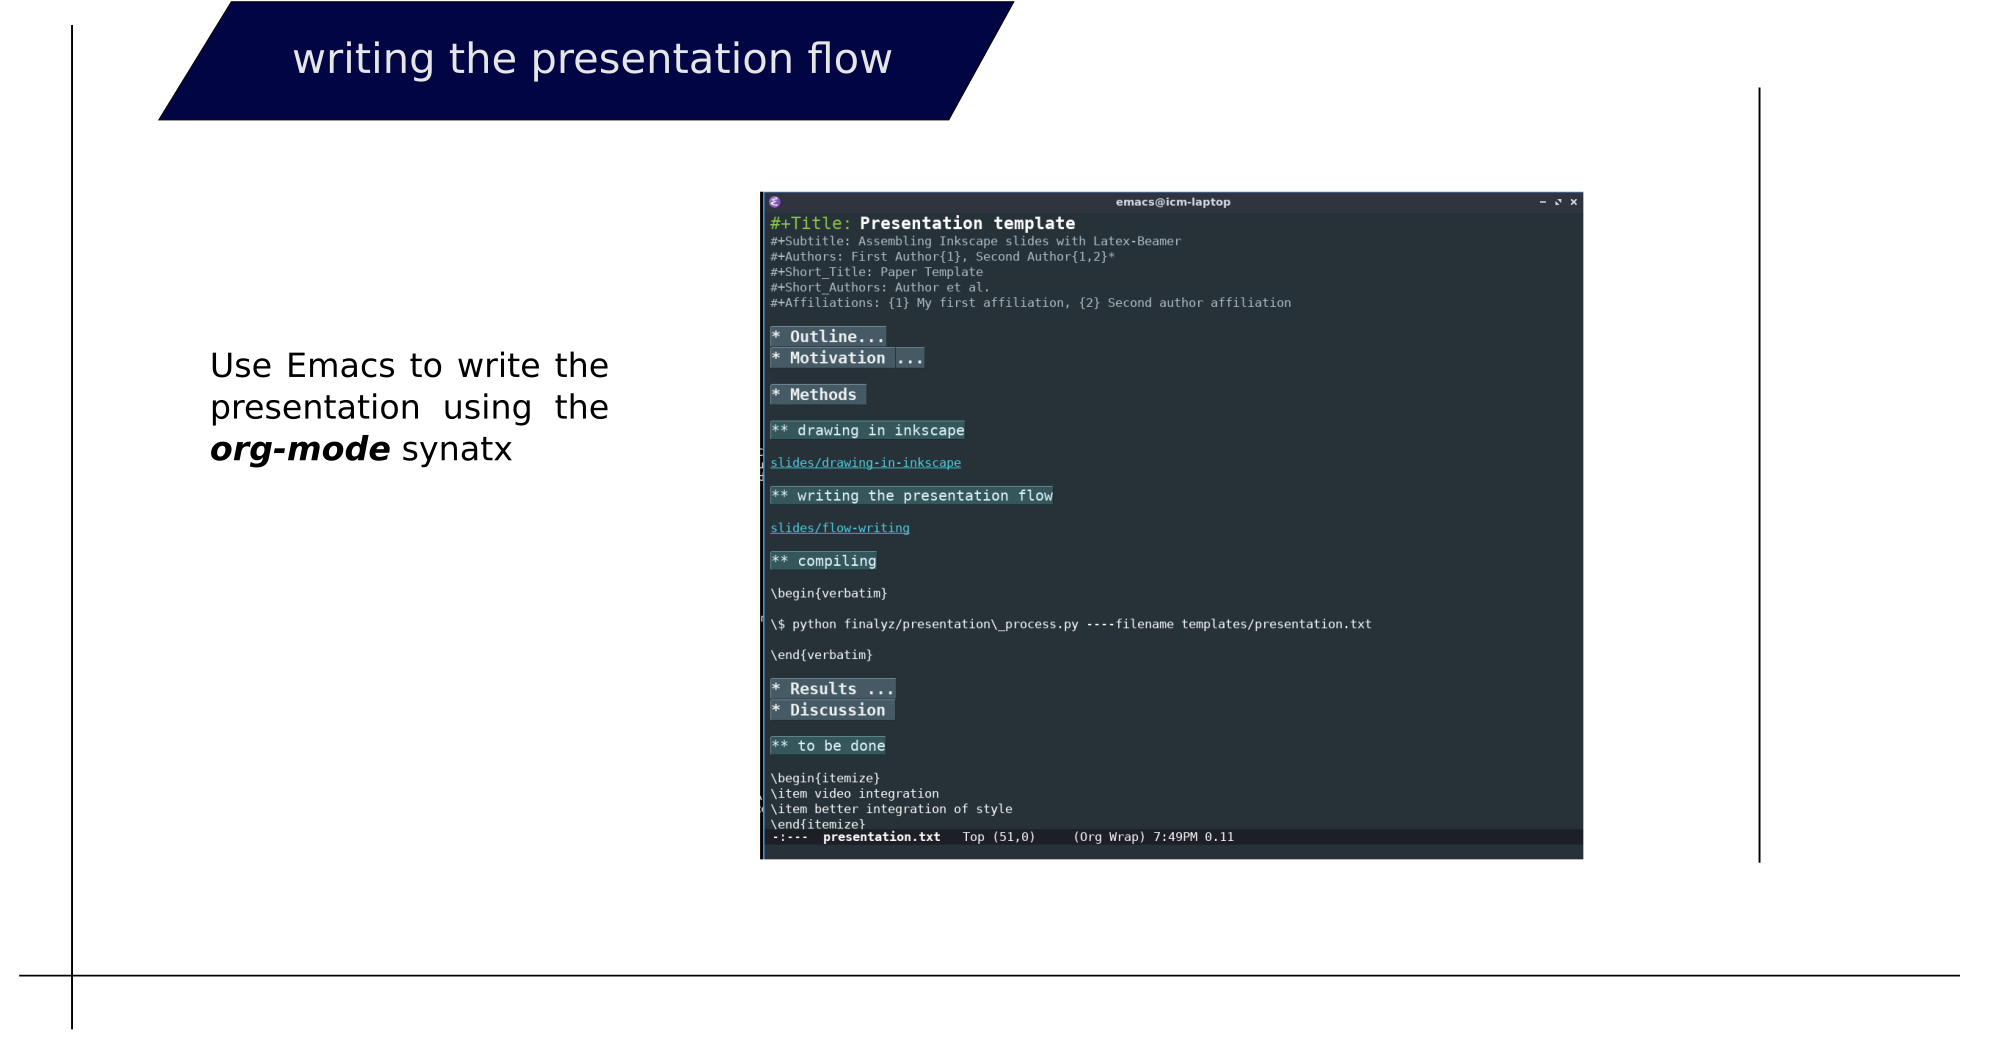 writing the presentation flow
Use Emacs to write the
presentation using the
org-mode synatx
emacs@icm-laptop
#+Title: Presentation template
#+Subtitle: Assembling Inkscape slides with Latex-Beamer
#+Authors: First Author{1}, Second Author{1,2}*
#+Short_Title: Paper Template
#+Short_Authors: Author et al.
#+Affiliations: {1} My first affiliation, {2} Second author affiliation
* Outline...
* Motivation ...
* Methods
** drawing in inkscape
slides/drawing-in-inkscape
** writing the presentation flow
slides/flow-writing
** compiling
\begin{verbatim}
\$ python finalyz/presentation\_process.py ----filename templates/presentation.txt
\end{verbatim}
* Results ...
* Discussion
** to be done
\begin{itemize}
\item video integration
\item better integration of style
\end{itemize}
-:--- presentation.txt Top (51,0) (Org Wrap) 7:49PM 0.11